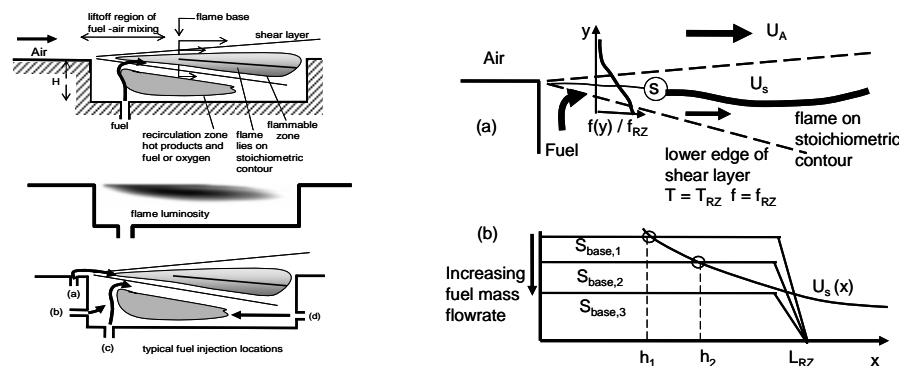 liftoff region of
fuel -air mixing
flame base
shear layer
Air
H
fuel
recirculation zone
hot products and
fuel or oxygen
flame
lies on
stoichiometric
contour
flammable
zone
flame luminosity
(a)
(b)
(c)
(d)
typical fuel injection locations
y
U_A
Air
S
U_s
(a)
f(y) / f_RZ
flame on
stoichiometric
contour
Fuel
lower edge of
shear layer
T = T_RZ f = f_RZ
(b)
Increasing
fuel mass
flowrate
S_base,1
S_base,2
S_base,3
U_s (x)
h_1
h_2
L_RZ
x